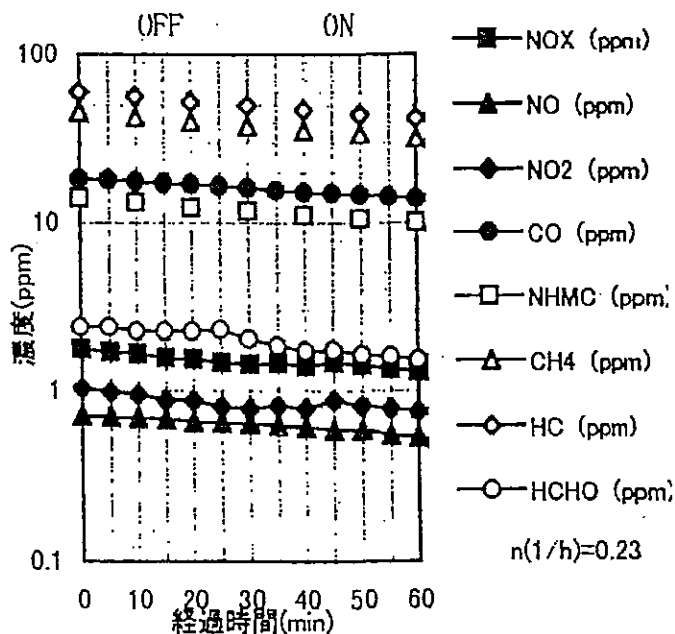 OFF ON
100
10
1
0.1
濃度(ppm)
0 10 20 30 40 50 60
経過時間(min)
NOX (ppm)
NO (ppm)
NO2 (ppm)
CO (ppm)
NHMC (ppm)
CH4 (ppm)
HC (ppm)
HCHO (ppm)
n(1/h)=0.23